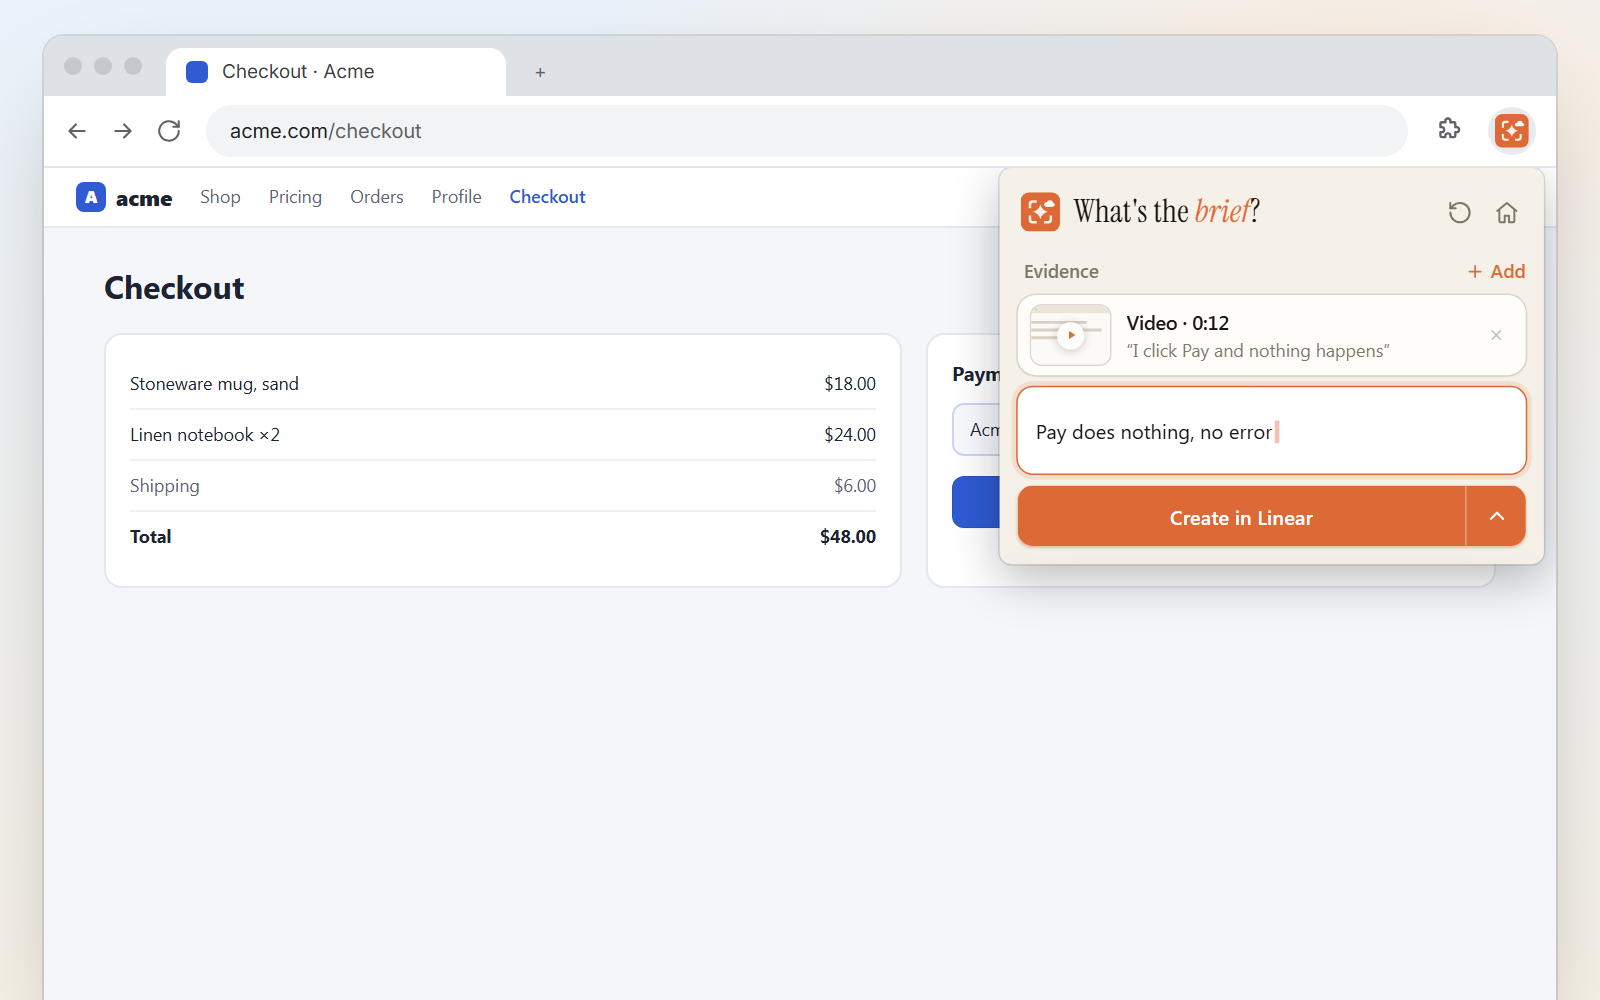 Checkout · Acme
+
acme.com/checkout
A acme Shop Pricing Orders Profile Checkout
What's the brief?
Evidence
+ Add
Video · 0:12
“I click Pay and nothing happens”
Pay does nothing, no error
Create in Linear
Checkout
Stoneware mug, sand $18.00
Linen notebook ×2 $24.00
Shipping $6.00
Total $48.00
Paym
Acm